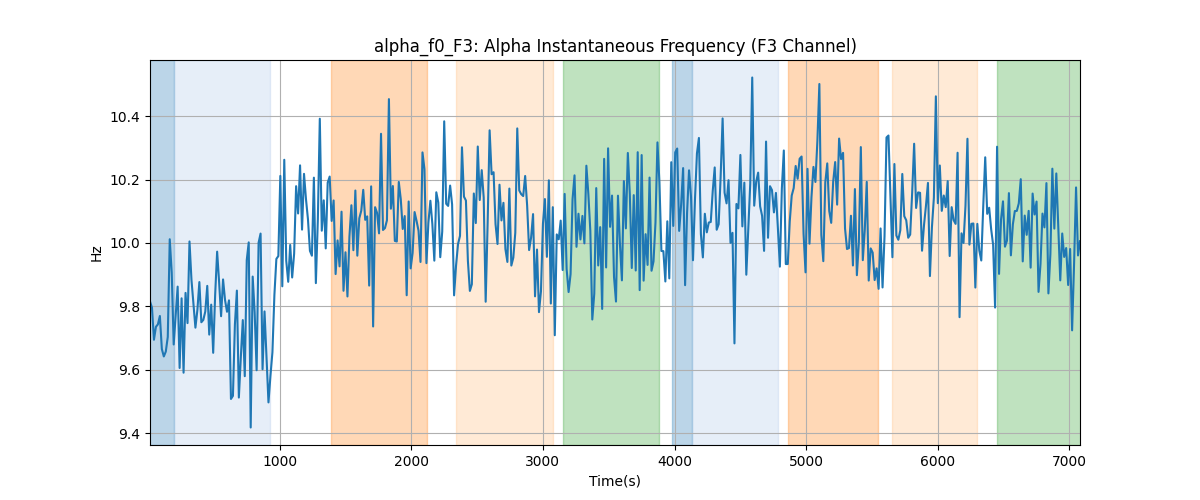 alpha_f0_F3: Alpha Instantaneous Frequency (F3 Channel)
Hz
10.4
10.2
10.0
9.8
9.6
9.4
1000 2000 3000 4000 5000 6000 7000
Time(s)